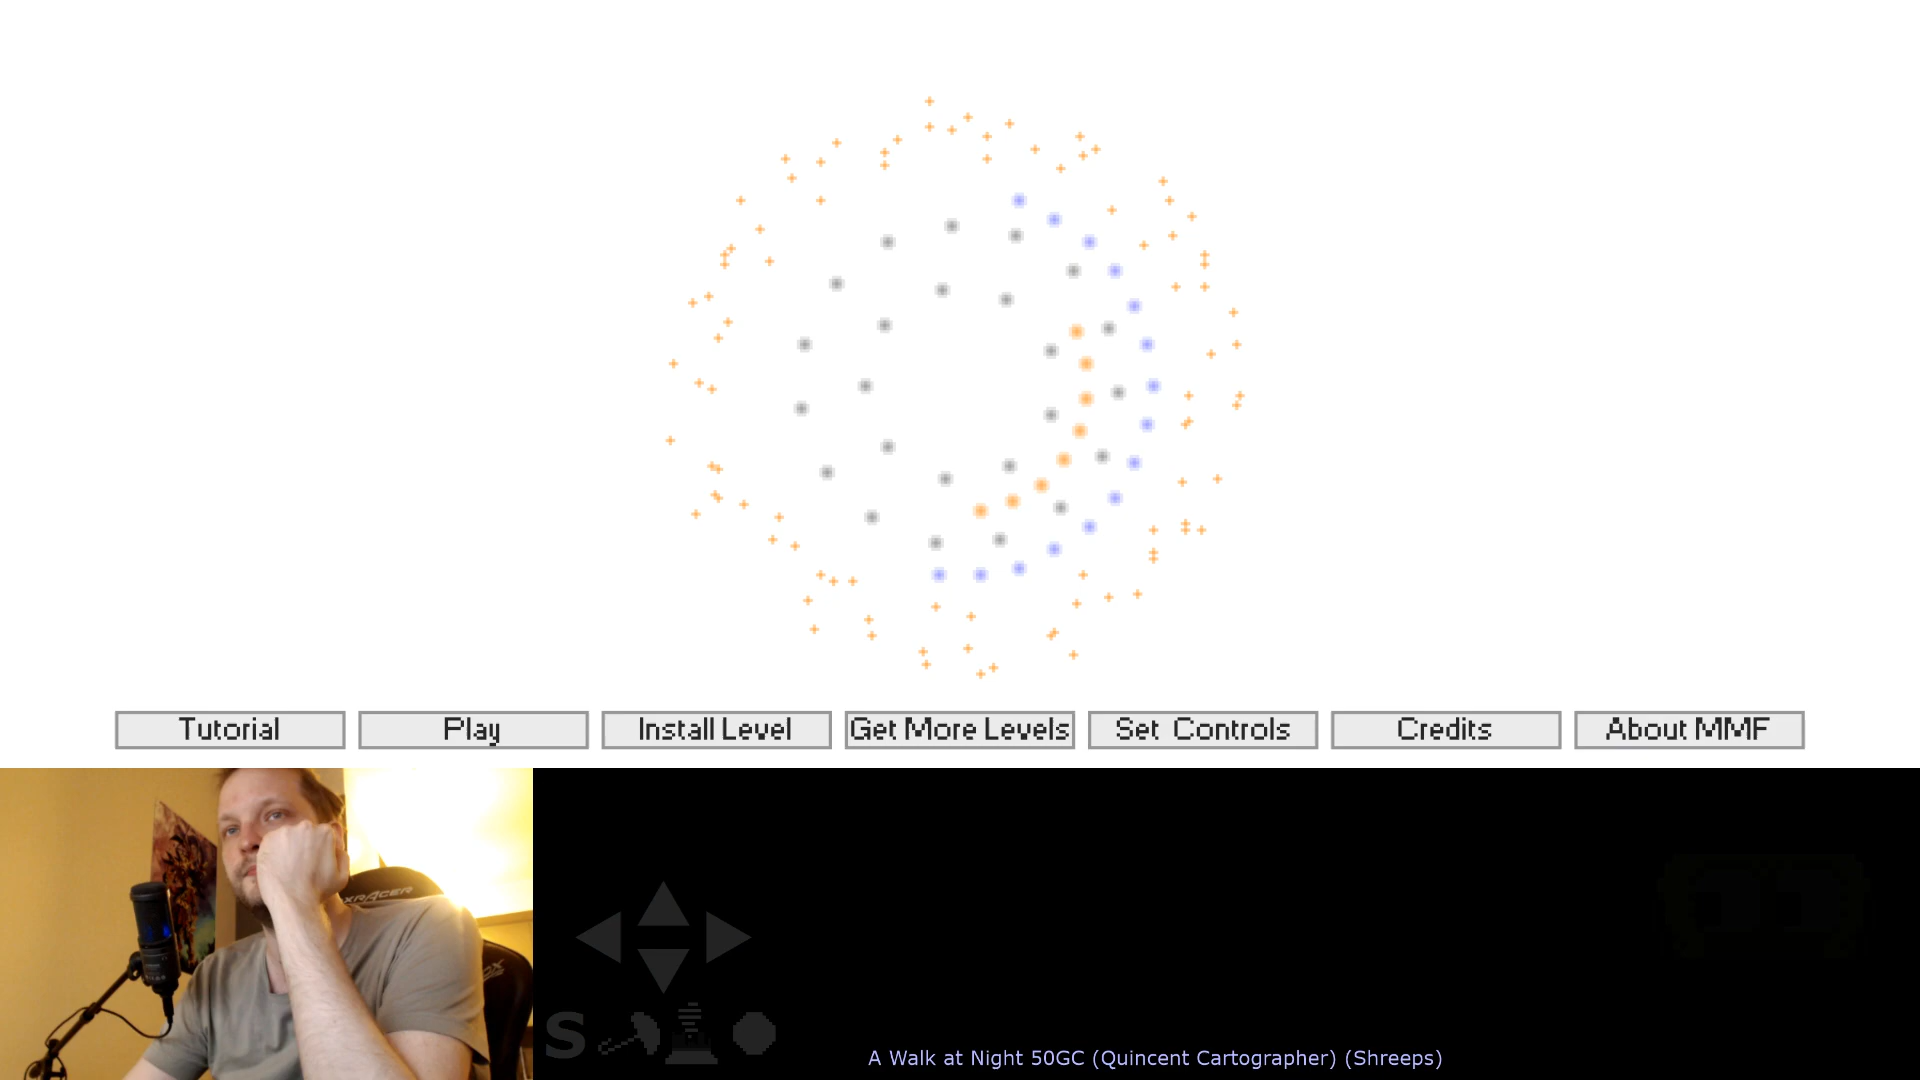 Tutorial
Play
Install Level
Get More Levels
Set Controls
Credits
About MMF
XRACER
S
A Walk at Night 50GC (Quincent Cartographer) (Shreeps)